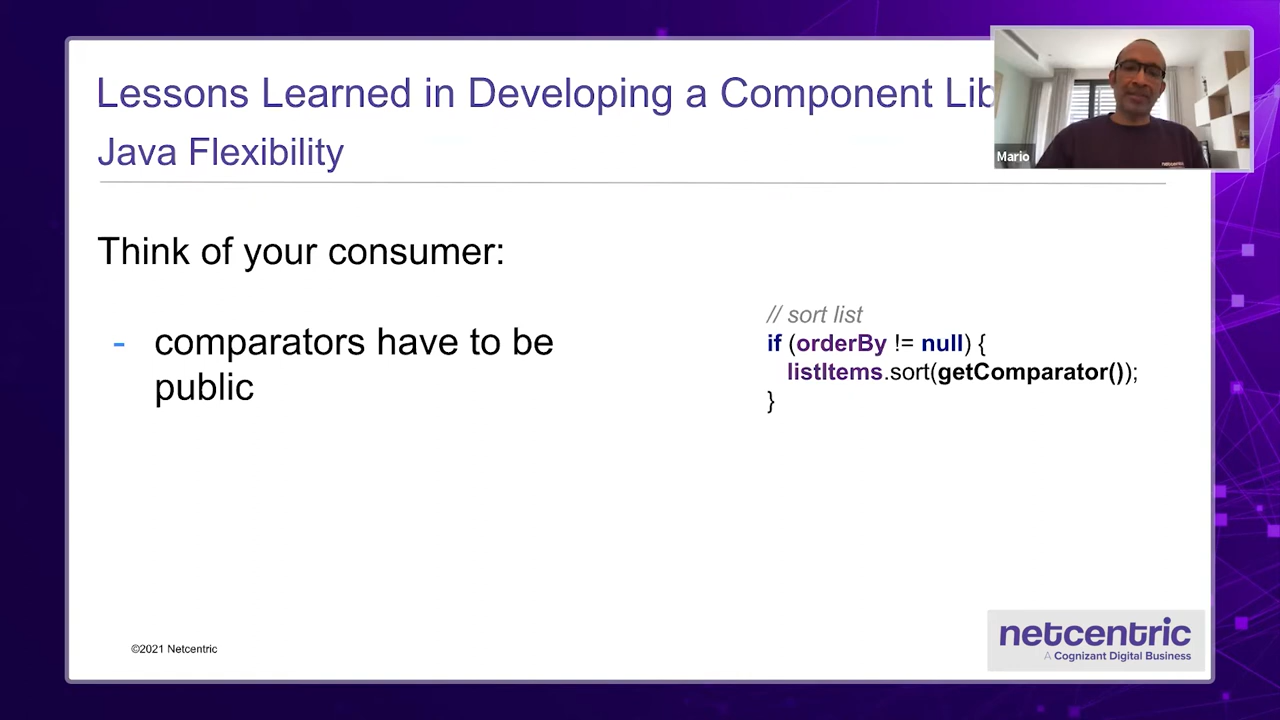 Lessons Learned in Developing a Component Lib
Java Flexibility
Mario
Think of your consumer:
- comparators have to be
public
// sort list
if (orderBy != null) {
listItems.sort(getComparator());
}
©2021 Netcentric
netcentric
A Cognizant Digital Business